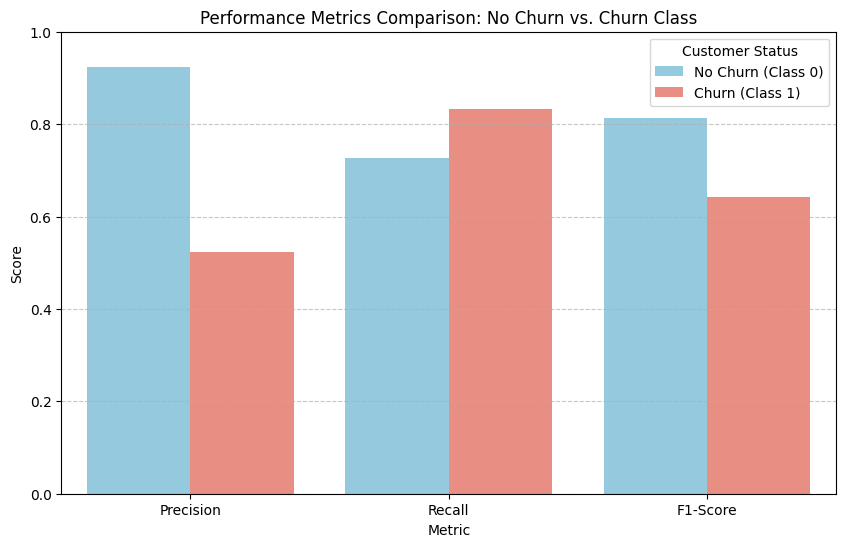 Performance Metrics Comparison: No Churn vs. Churn Class
Customer Status
No Churn (Class 0)
Churn (Class 1)
Score
1.0
0.8
0.6
0.4
0.2
0.0
Precision
Recall
F1-Score
Metric